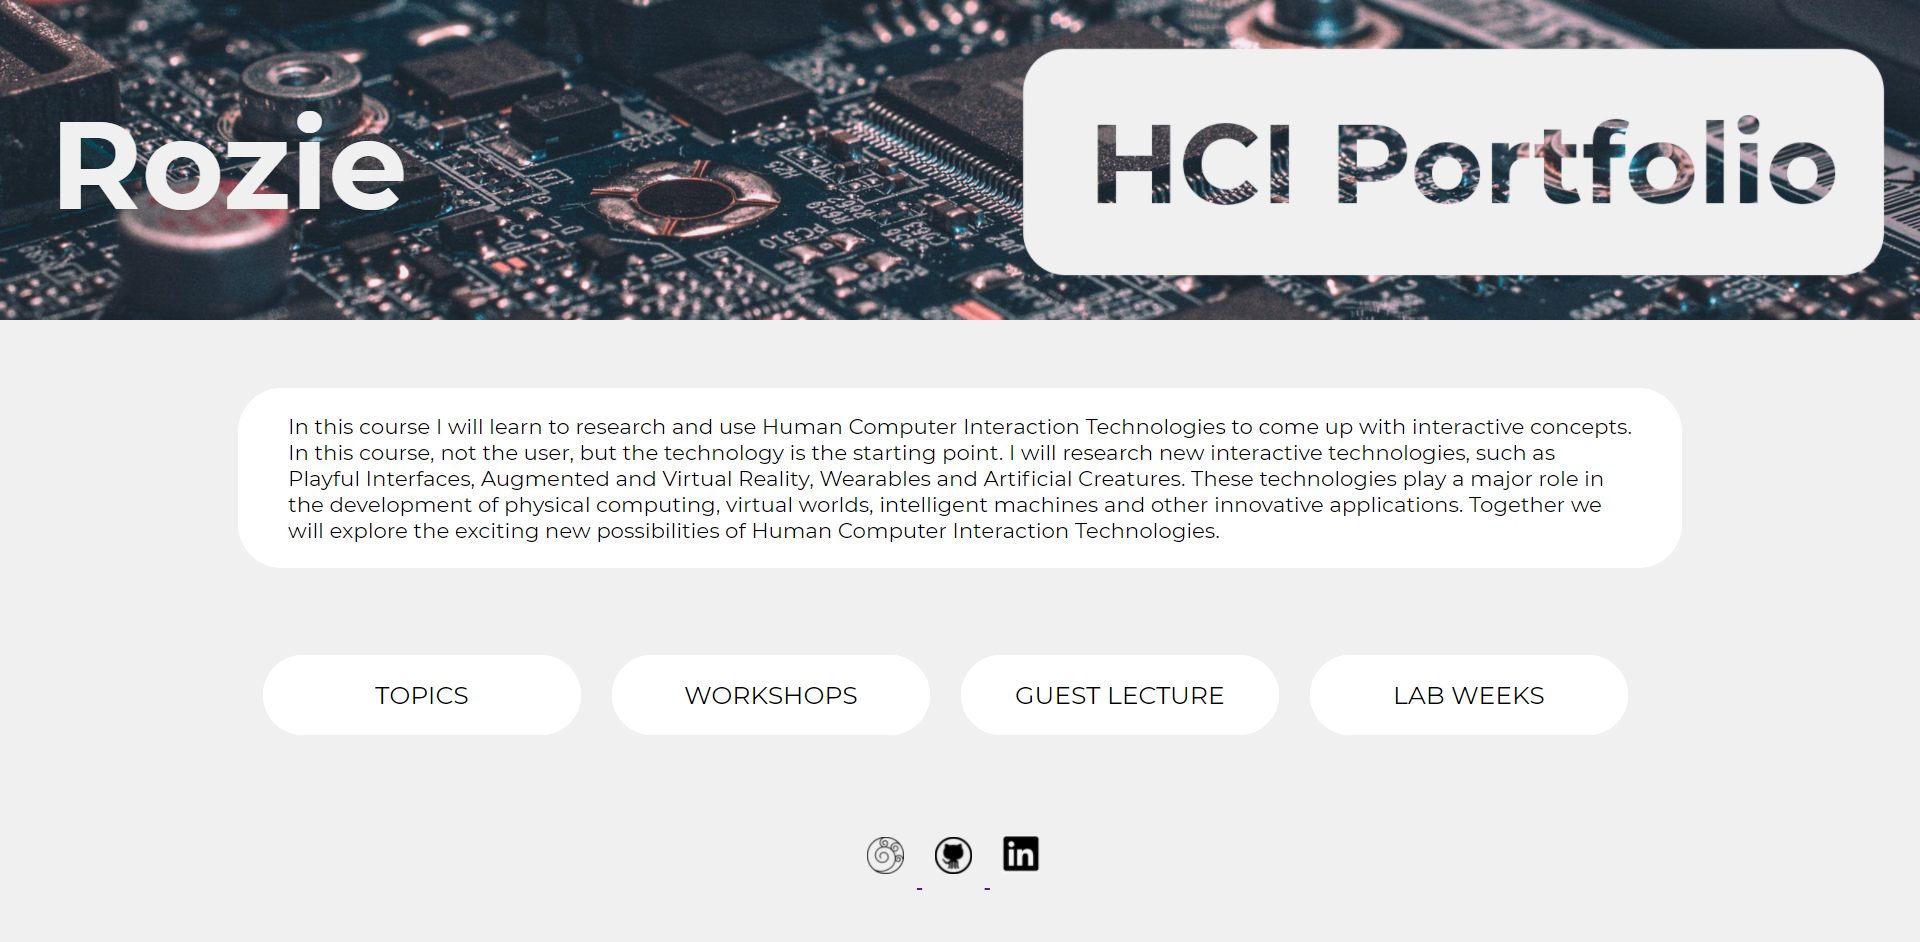 Rozie
HCI Portfolio
In this course I will learn to research and use Human Computer Interaction Technologies to come up with interactive concepts.
In this course, not the user, but the technology is the starting point. I will research new interactive technologies, such as
Playful Interfaces, Augmented and Virtual Reality, Wearables and Artificial Creatures. These technologies play a major role in
the development of physical computing, virtual worlds, intelligent machines and other innovative applications. Together we
will explore the exciting new possibilities of Human Computer Interaction Technologies.
TOPICS
WORKSHOPS
GUEST LECTURE
LAB WEEKS
in